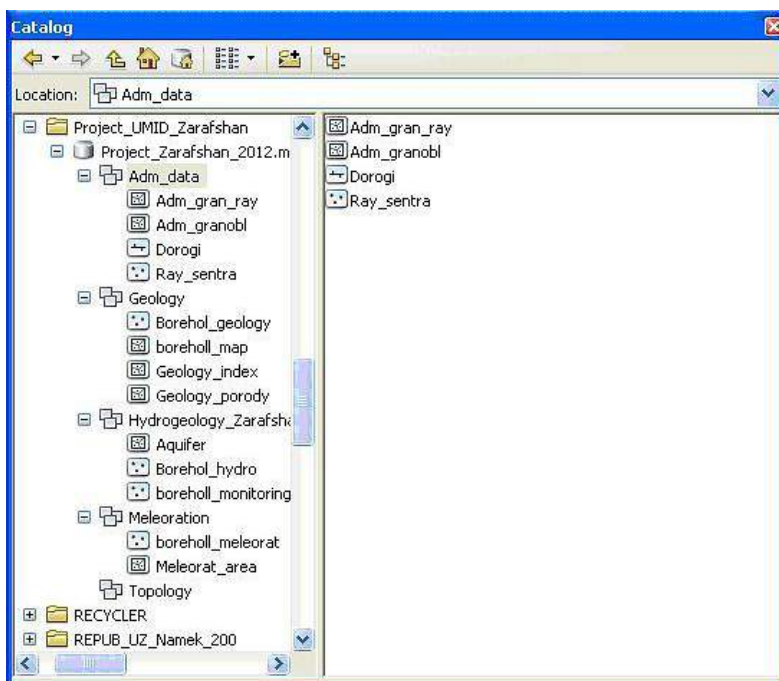 Catalog
Location: Adm_data
Project_UMID_Zarafshan
Project_Zarafshan_2012.m
Adm_data
Adm_gran_ray
Adm_granobl
Dorogi
Ray_sentra
Geology
Borehol_geology
boreholl_map
Geology_index
Geology_porody
Hydrogeology_Zarafsha
Aquifer
Borehol_hydro
boreholl_monitoring
Meleoration
boreholl_meleorat
Meleorat_area
Topology
RECYCLER
REPUB_UZ_Namek_200
Adm_gran_ray
Adm_granobl
Dorogi
Ray_sentra